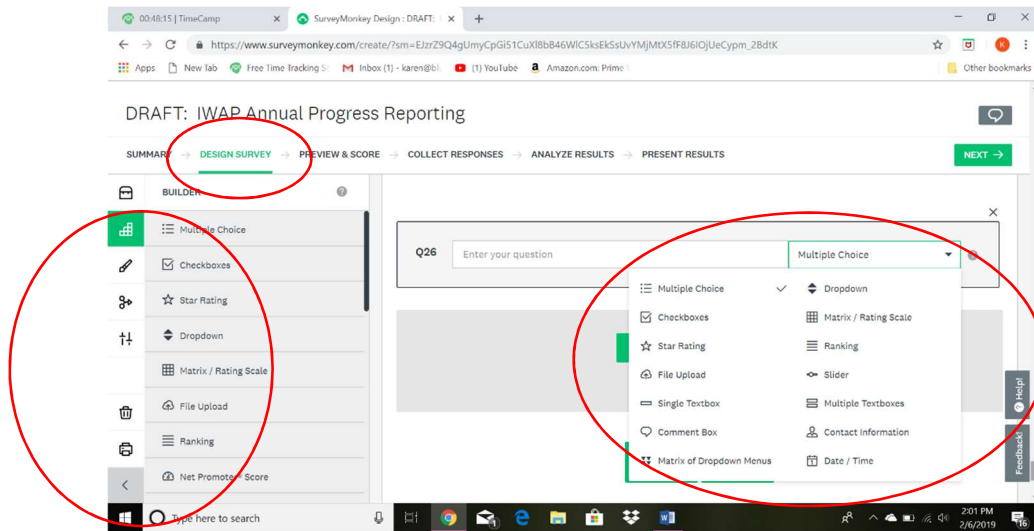 00:48:15 | TimeCamp
SurveyMonkey Design : DRAFT:
https://www.surveymonkey.com/create/?sm=EJzrZ9Q4gUmyCpGi51CuXl8bB46WlC5ksEkSsUvYMjMtX5fF8J6IOjUeCypm_2BdtK
Apps New Tab Free Time Tracking S Inbox (1) - karen@bl (1) YouTube Amazon.com: Prime Other bookmarks
DRAFT: IWAP Annual Progress Reporting
SUMMARY → DESIGN SURVEY → PREVIEW & SCORE → COLLECT RESPONSES → ANALYZE RESULTS → PRESENT RESULTS NEXT →
BUILDER
Multiple Choice
Checkboxes
Star Rating
Dropdown
Matrix / Rating Scale
File Upload
Ranking
Net Promoter® Score
Q26 Enter your question Multiple Choice
Multiple Choice Dropdown
Checkboxes Matrix / Rating Scale
Star Rating Ranking
File Upload Slider
Single Textbox Multiple Textboxes
Comment Box Contact Information
Matrix of Dropdown Menus Date / Time
Help!
Feedback!
Type here to search
2:01 PM
2/6/2019
16